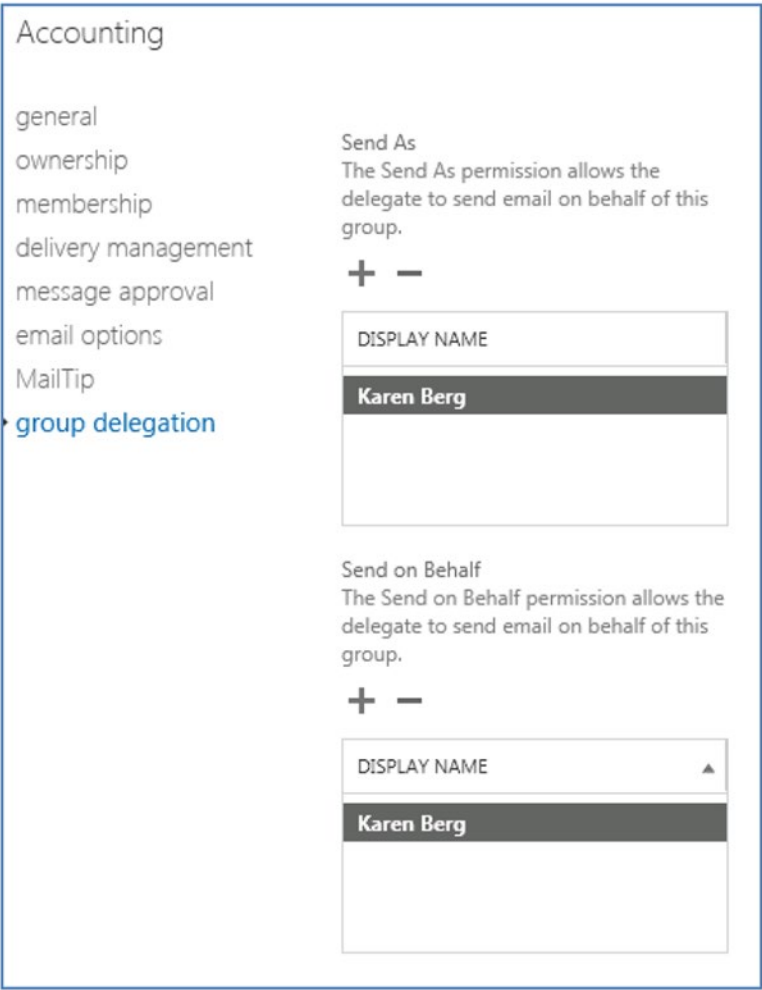 Accounting
general
ownership
membership
delivery management
message approval
email options
MailTip
group delegation
Send As
The Send As permission allows the
delegate to send email on behalf of this
group.
DISPLAY NAME
Karen Berg
Send on Behalf
The Send on Behalf permission allows the
delegate to send email on behalf of this
group.
DISPLAY NAME
Karen Berg